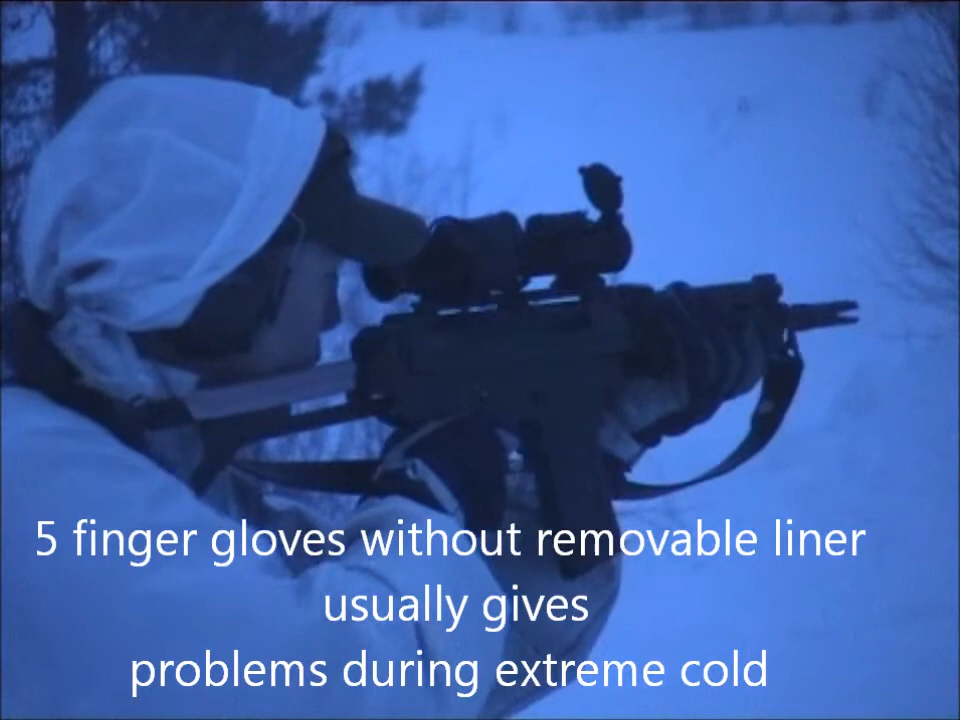 5 finger gloves without removable liner
usually gives
problems during extreme cold